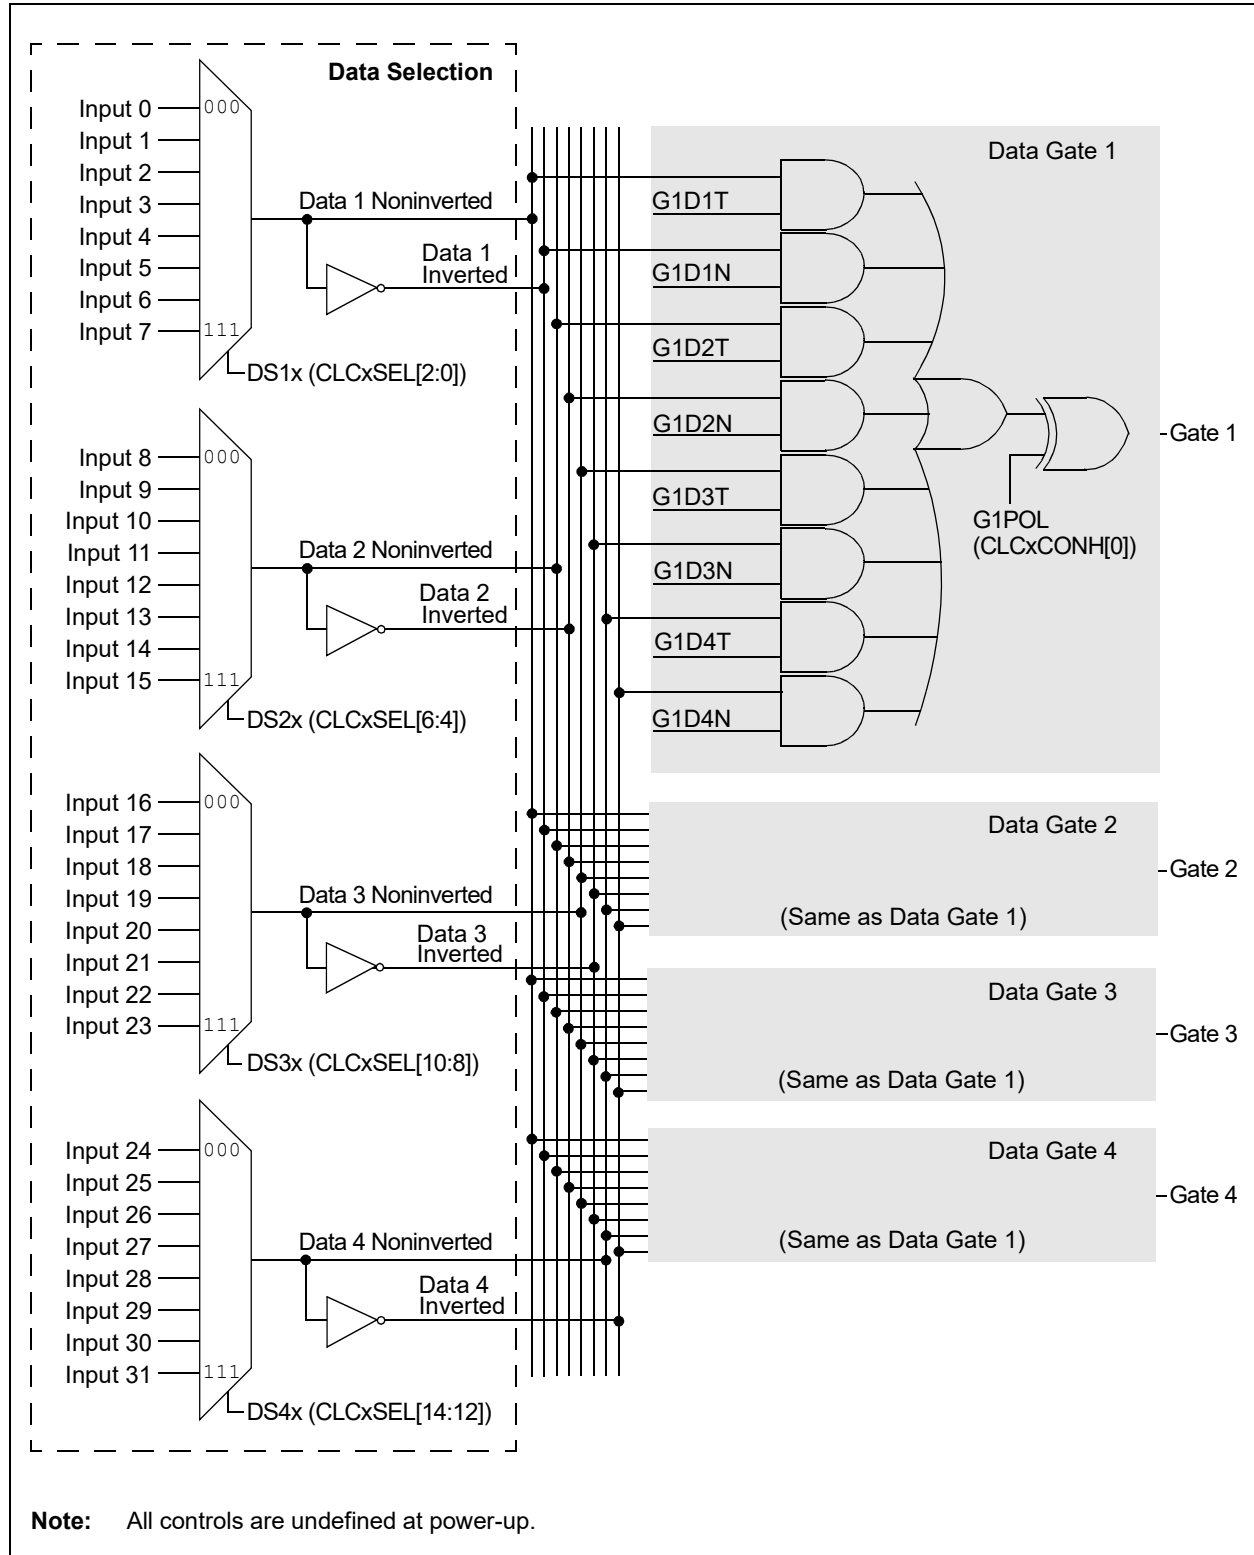 Data Selection
Input 0
000
Input 1
Input 2
Input 3
Input 4
Input 5
Input 6
Input 7
111
Data 1 Noninverted
Data 1
Inverted
DS1x (CLCxSEL[2:0])
Input 8
000
Input 9
Input 10
Input 11
Input 12
Input 13
Input 14
Input 15
111
Data 2 Noninverted
Data 2
Inverted
DS2x (CLCxSEL[6:4])
Input 16
000
Input 17
Input 18
Input 19
Input 20
Input 21
Input 22
Input 23
111
Data 3 Noninverted
Data 3
Inverted
DS3x (CLCxSEL[10:8])
Input 24
000
Input 25
Input 26
Input 27
Input 28
Input 29
Input 30
Input 31
111
Data 4 Noninverted
Data 4
Inverted
DS4x (CLCxSEL[14:12])
Data Gate 1
G1D1T
G1D1N
G1D2T
G1D2N
G1D3T
G1D3N
G1D4T
G1D4N
G1POL
(CLCxCONH[0])
Gate 1
Data Gate 2
(Same as Data Gate 1)
Gate 2
Data Gate 3
(Same as Data Gate 1)
Gate 3
Data Gate 4
(Same as Data Gate 1)
Gate 4
Note: All controls are undefined at power-up.